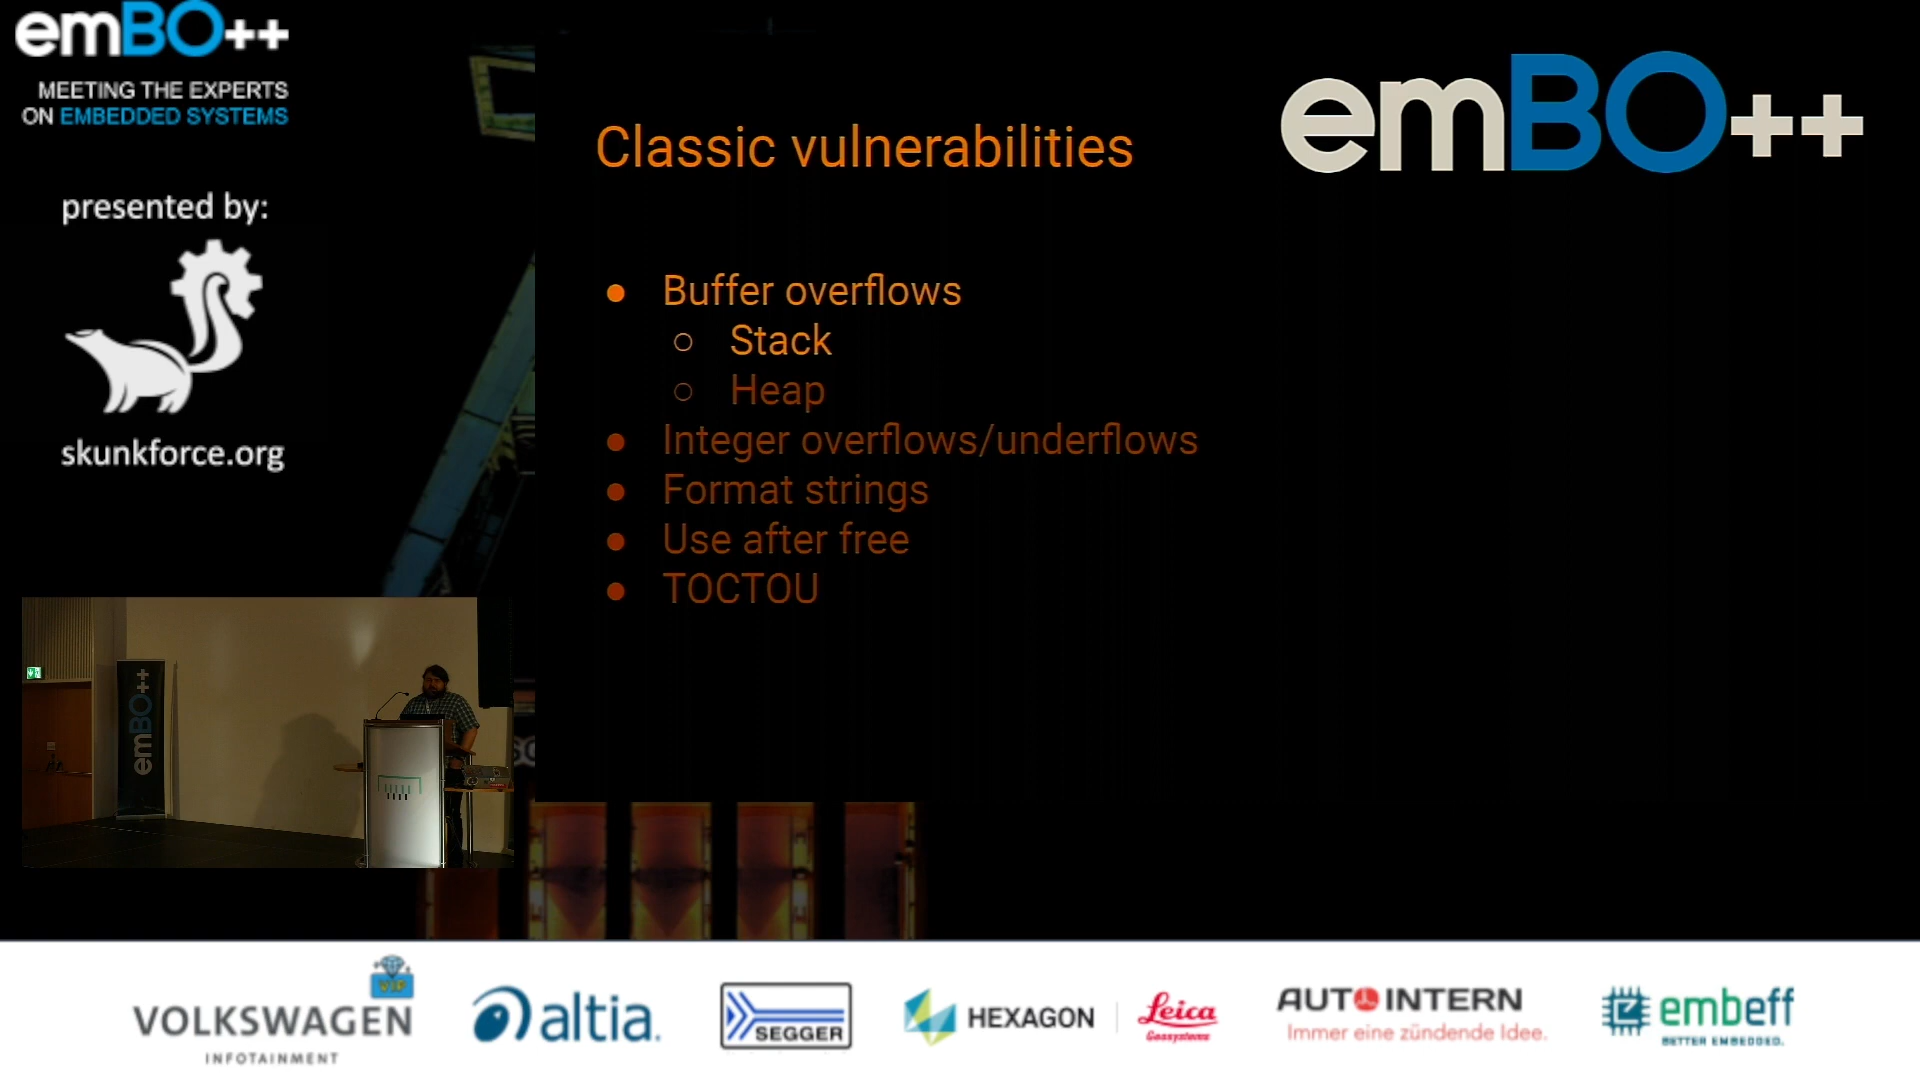 emBO++
MEETING THE EXPERTS
ON EMBEDDED SYSTEMS
presented by:
skunkforce.org
emBO++
Classic vulnerabilities
Buffer overflows
Stack
Heap
Integer overflows/underflows
Format strings
Use after free
TOCTOU
emBO++
VIP
VOLKSWAGEN
INFOTAINMENT
altia.
SEGGER
HEXAGON
Leica
Geosystems
AUTOINTERN
Immer eine zündende Idee.
embeff
BETTER EMBEDDED.